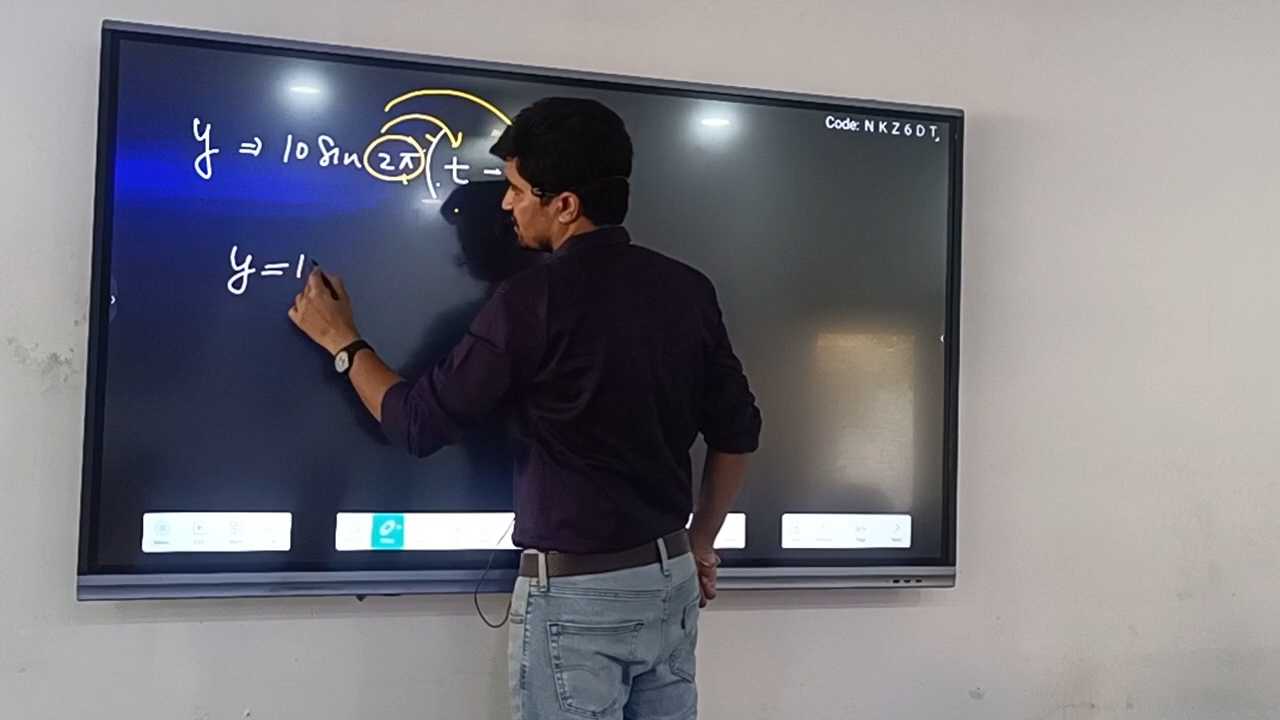 Code: N K Z 6 D T
y ⇒ 10 Sin 2π ( t -
y = 1